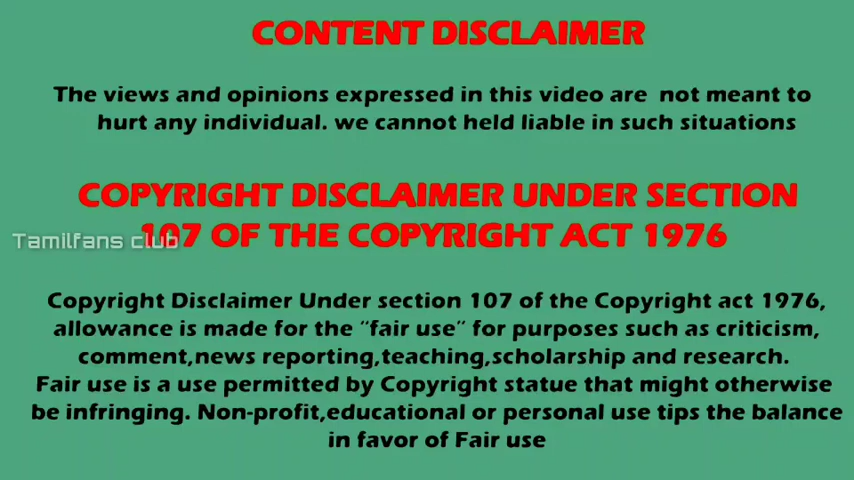 CONTENT DISCLAIMER
The views and opinions expressed in this video are not meant to
hurt any individual. we cannot held liable in such situations
COPYRIGHT DISCLAIMER UNDER SECTION
107 OF THE COPYRIGHT ACT 1976
Tamilfans club
Copyright Disclaimer Under section 107 of the Copyright act 1976,
allowance is made for the “fair use” for purposes such as criticism,
comment,news reporting,teaching,scholarship and research.
Fair use is a use permitted by Copyright statue that might otherwise
be infringing. Non-profit,educational or personal use tips the balance
in favor of Fair use